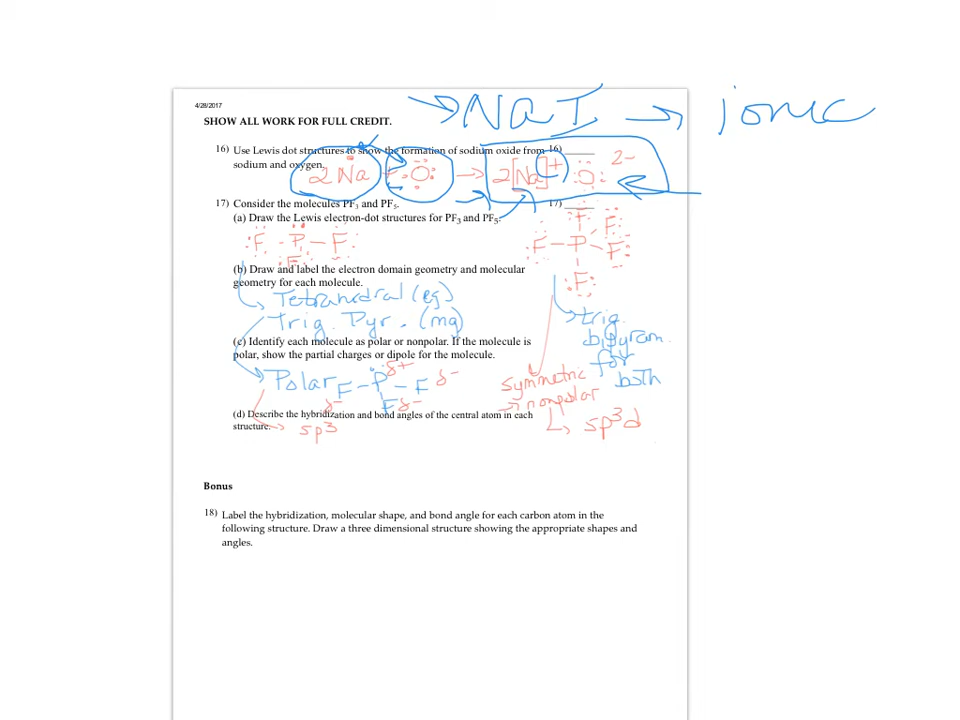 4/28/2017
→ NaI → ionic
SHOW ALL WORK FOR FULL CREDIT.
16) Use Lewis dot structures to show the formation of sodium oxide from 16) ______
sodium and oxygen.
2 Na + O → 2[Na]+ O 2-
17) Consider the molecules PF3 and PF5. 17) ______
(a) Draw the Lewis electron-dot structures for PF3 and PF5.
F - P - F
F
F F
F - P - F
F
(b) Draw and label the electron domain geometry and molecular
geometry for each molecule.
Tetrahedral (eg)
Trig. Pyr. (mg)
trig.
bipyram.
for
both
(c) Identify each molecule as polar or nonpolar. If the molecule is
polar, show the partial charges or dipole for the molecule.
Polar F - P δ+ - F δ-
δ- F δ-
symmetric
→ nonpolar
(d) Describe the hybridization and bond angles of the central atom in each
structure.
sp3
sp3d
Bonus
18) Label the hybridization, molecular shape, and bond angle for each carbon atom in the
following structure. Draw a three dimensional structure showing the appropriate shapes and
angles.